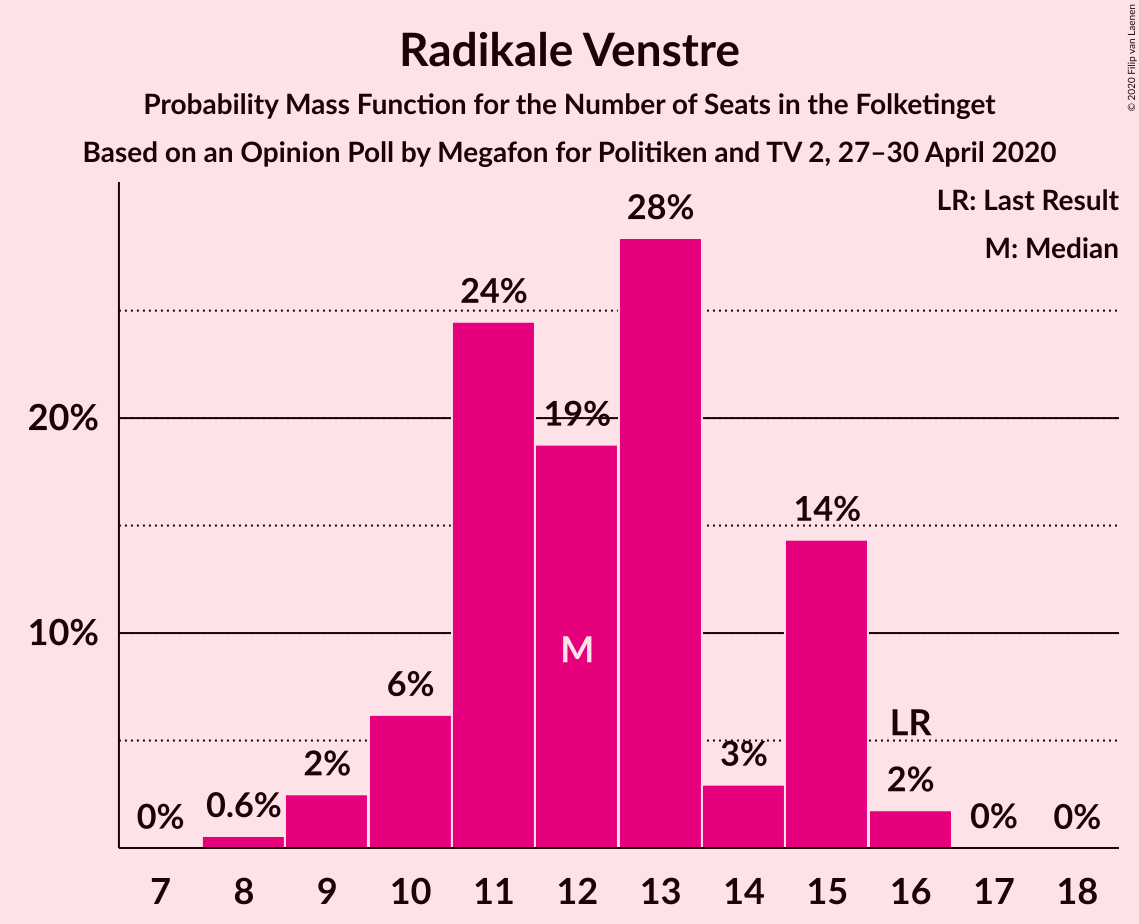 Radikale Venstre
Probability Mass Function for the Number of Seats in the Folketinget
Based on an Opinion Poll by Megafon for Politiken and TV 2, 27–30 April 2020
© 2020 Filip van Laenen
LR: Last Result
M: Median
28%
24%
20%
19%
14%
10%
M
6%
LR
2%
3%
2%
0.6%
0%
0%
0%
7 8 9 10 11 12 13 14 15 16 17 18